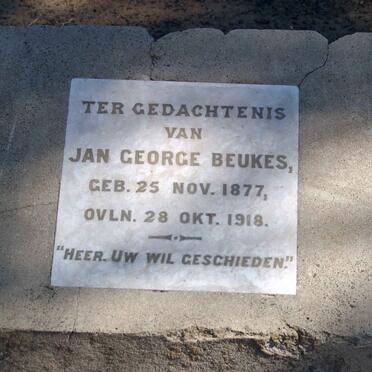 TER GEDACHTENIS
VAN
JAN GEORGE BEUKES,
GEB. 25 NOV. 1877,
OVLN. 28 OKT. 1918.
"HEER. UW WIL GESCHIEDEN."